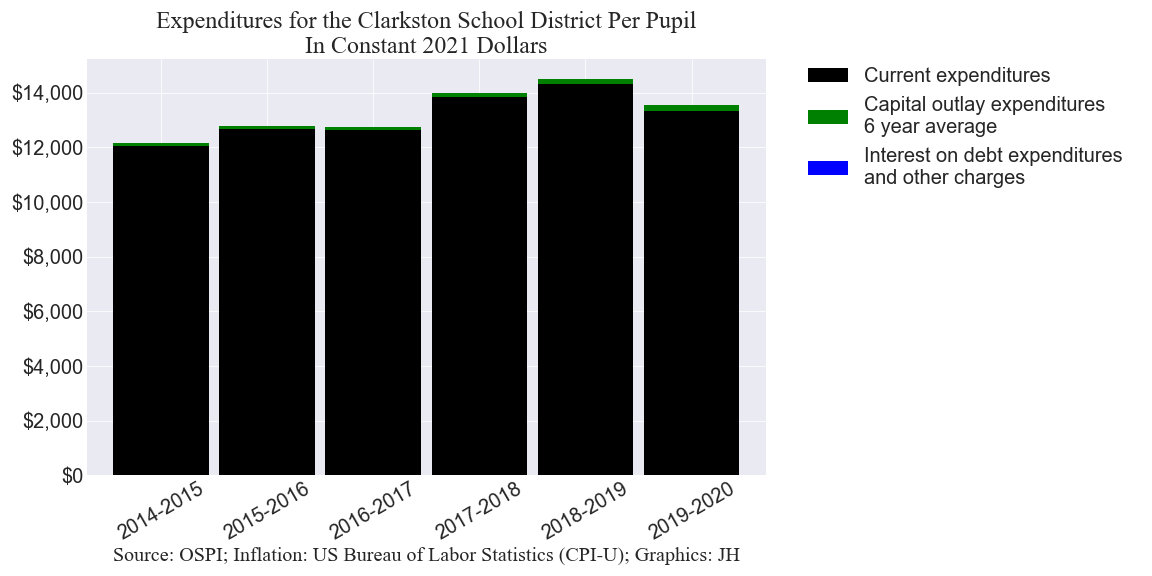 Expenditures for the Clarkston School District Per Pupil
In Constant 2021 Dollars
$14,000
$12,000
$10,000
$8,000
$6,000
$4,000
$2,000
$0
2014-2015
2015-2016
2016-2017
2017-2018
2018-2019
2019-2020
Current expenditures
Capital outlay expenditures
6 year average
Interest on debt expenditures
and other charges
Source: OSPI; Inflation: US Bureau of Labor Statistics (CPI-U); Graphics: JH